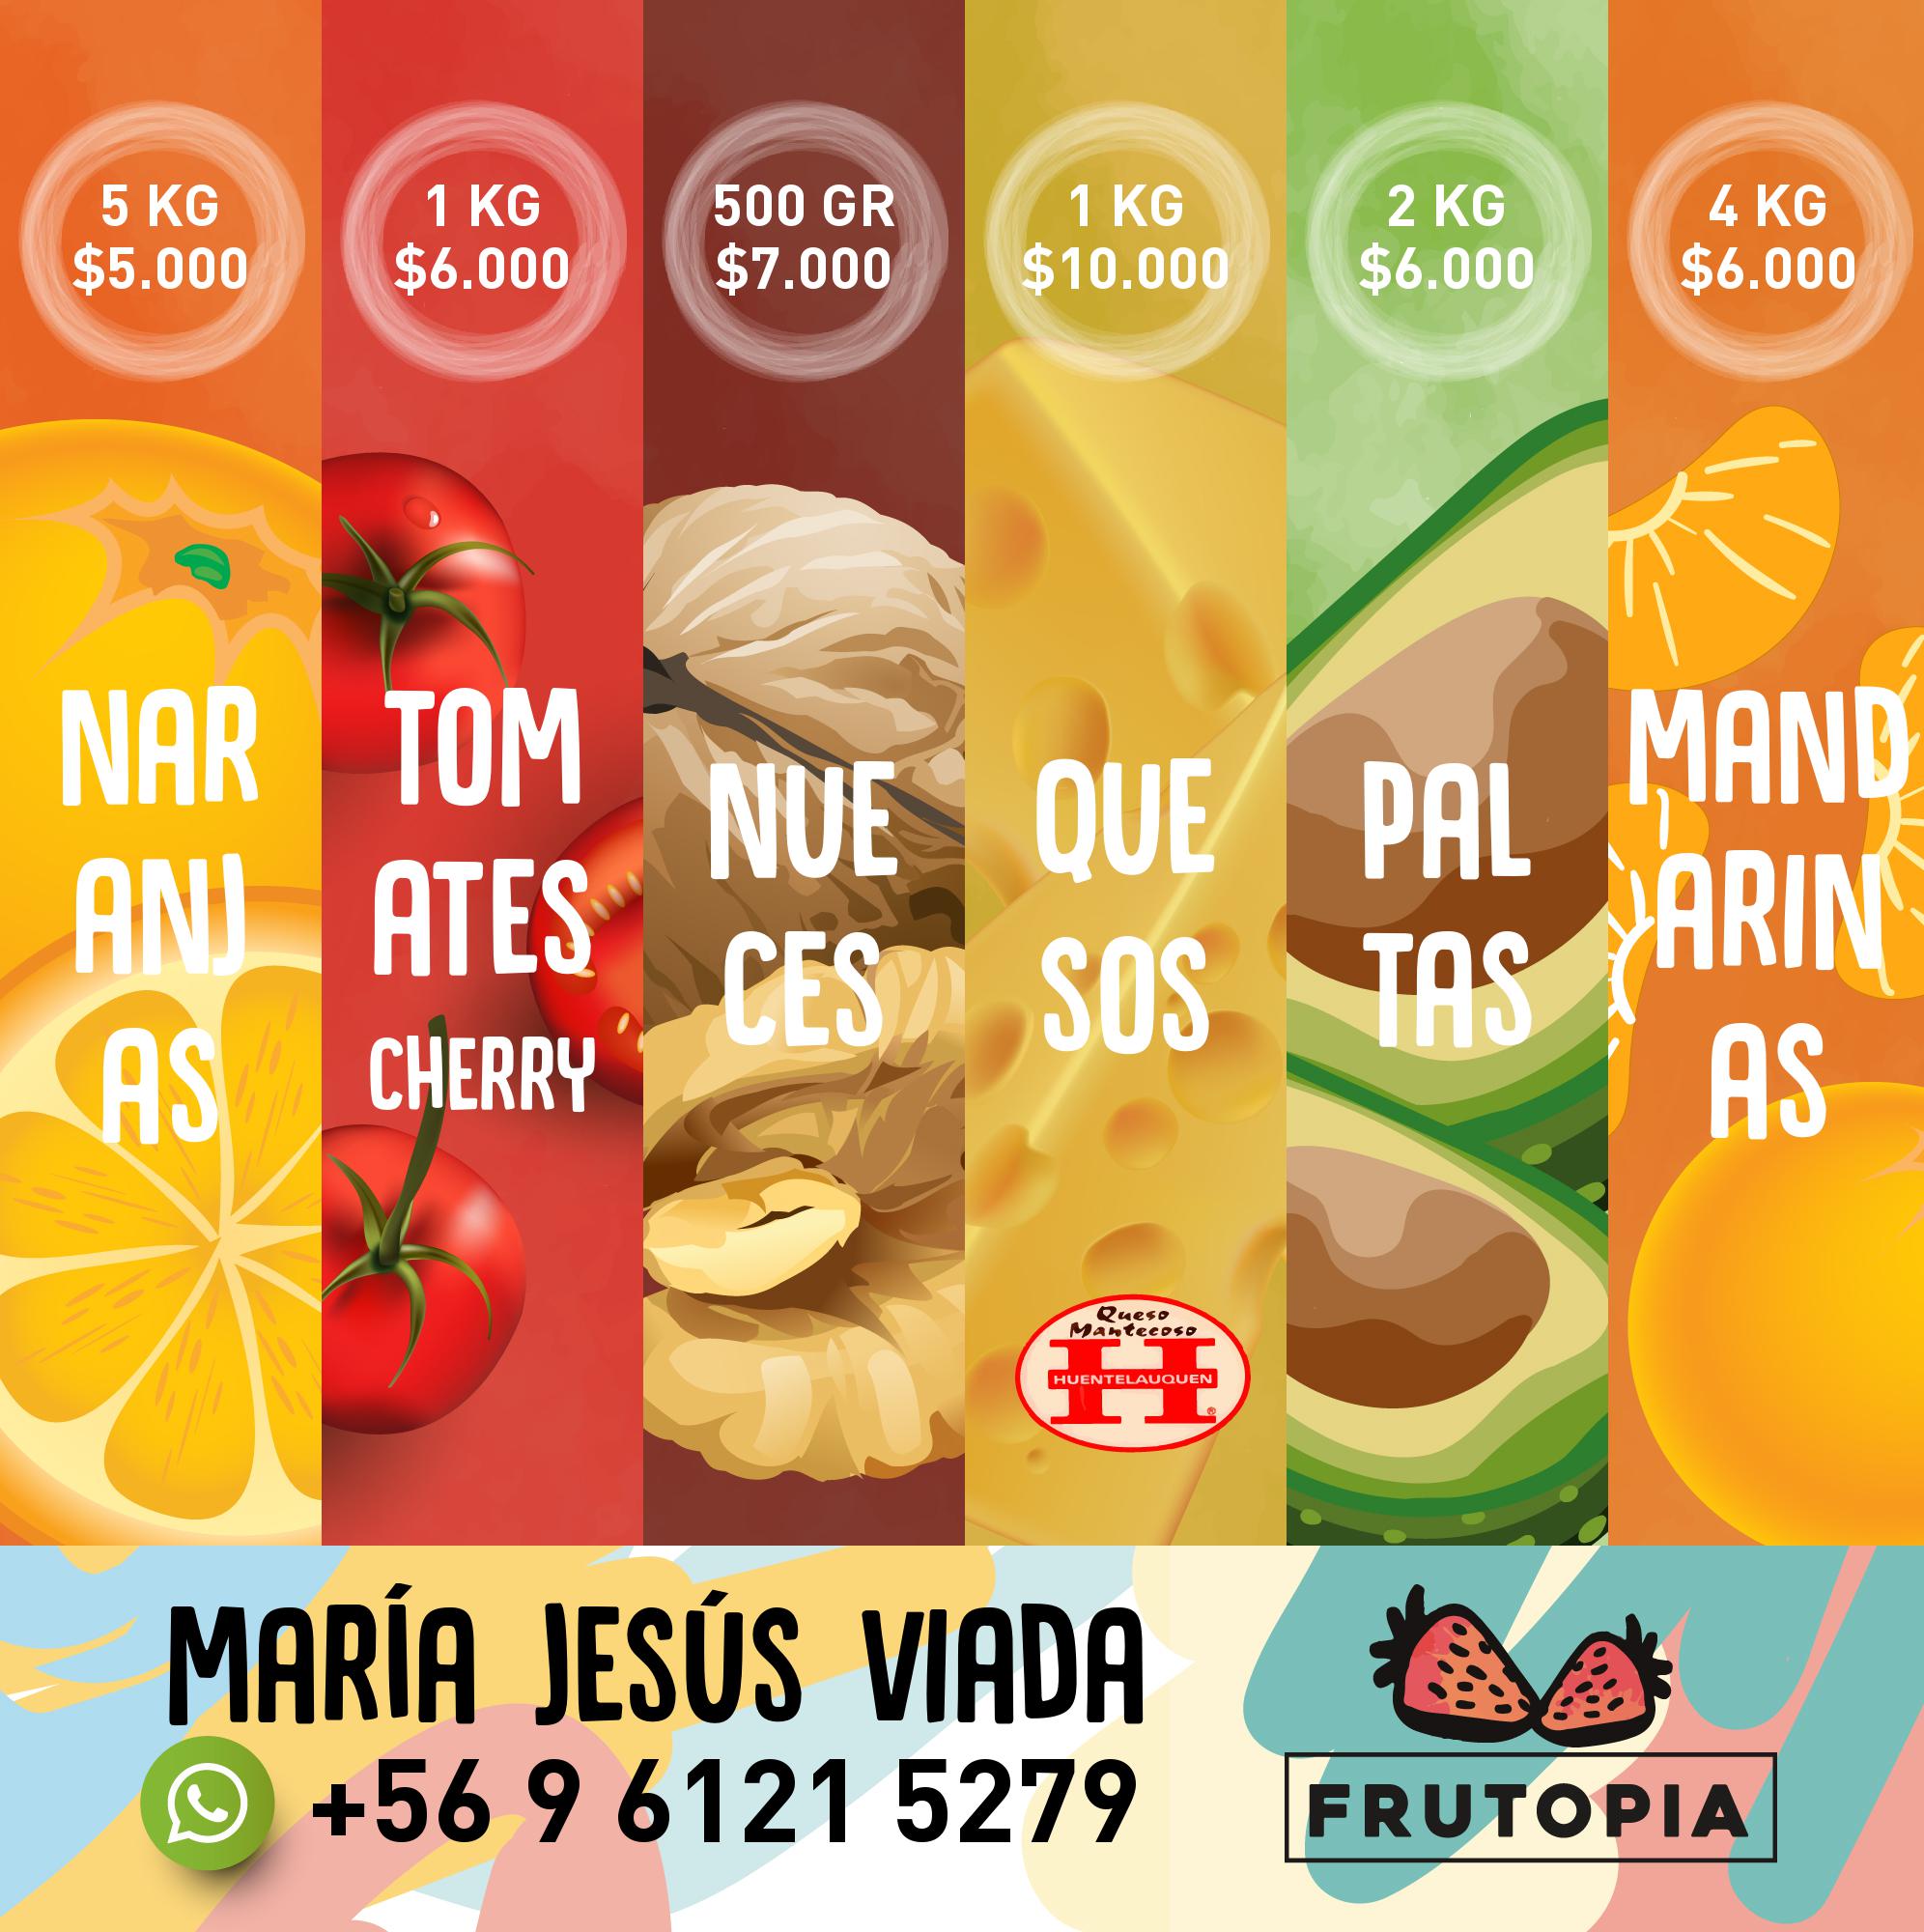 5 KG
$5.000
NAR
ANJ
AS
1 KG
$6.000
TOM
ATES
CHERRY
500 GR
$7.000
NUE
CES
1 KG
$10.000
QUE
SOS
Queso
Mantecoso
H
HUENTELAUQUEN
®
2 KG
$6.000
PAL
TAS
4 KG
$6.000
MAND
ARIN
AS
MARÍA JESÚS VIADA
+56 9 6121 5279
FRUTOPIA